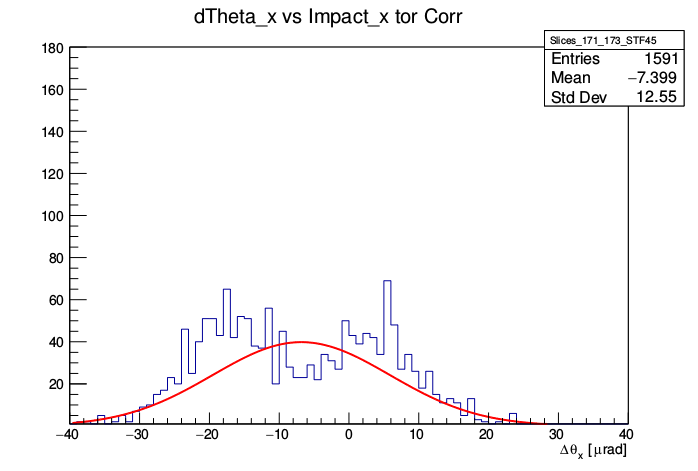 dTheta_x vs Impact_x tor Corr
Slices_171_173_STF45
Entries 1591
Mean −7.399
Std Dev 12.55
180
160
140
120
100
80
60
40
20
−40 −30 −20 −10 0 10 20 30 40
Δθx [μrad]